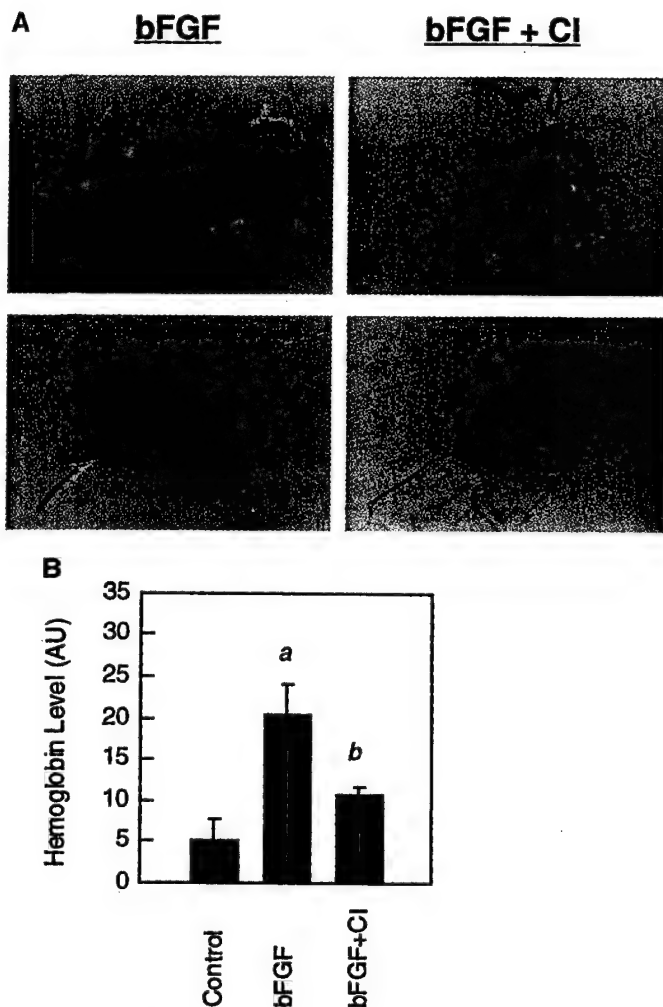 A
bFGF
bFGF + CI
B
Hemoglobin Level (AU)
35
30
25
20
15
10
5
0
a
b
Control
bFGF
bFGF+CI